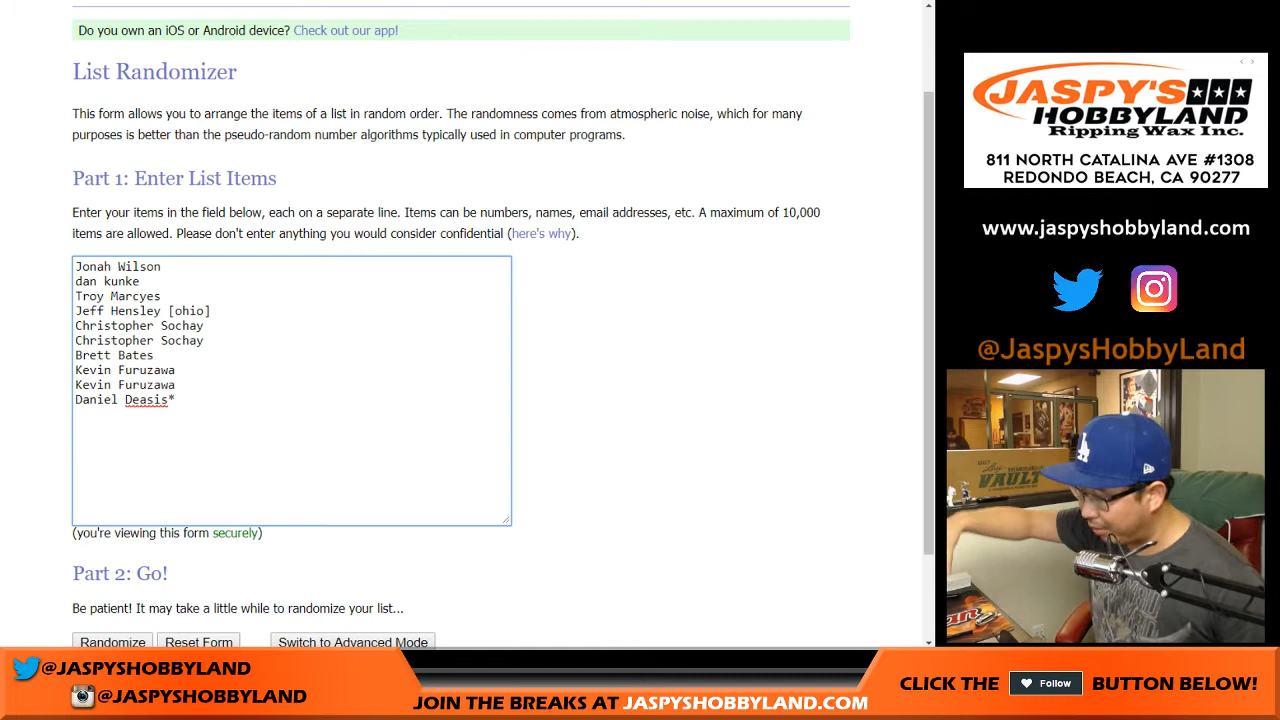 Do you own an iOS or Android device? Check out our app!
List Randomizer
This form allows you to arrange the items of a list in random order. The randomness comes from atmospheric noise, which for many
purposes is better than the pseudo-random number algorithms typically used in computer programs.
Part 1: Enter List Items
Enter your items in the field below, each on a separate line. Items can be numbers, names, email addresses, etc. A maximum of 10,000
items are allowed. Please don't enter anything you would consider confidential (here's why).
Jonah Wilson
dan kunke
Troy Marcyes
Jeff Hensley [ohio]
Christopher Sochay
Christopher Sochay
Brett Bates
Kevin Furuzawa
Kevin Furuzawa
Daniel Deasis*
(you're viewing this form securely)
Part 2: Go!
Be patient! It may take a little while to randomize your list...
Randomize Reset Form Switch to Advanced Mode
JASPY'S
HOBBYLAND
Ripping Wax Inc.
811 NORTH CATALINA AVE #1308
REDONDO BEACH, CA 90277
www.jaspyshobbyland.com
@JaspysHobbyLand
VAULT
LA
@JASPYSHOBBYLAND
@JASPYSHOBBYLAND
JOIN THE BREAKS AT JASPYSHOBBYLAND.COM
CLICK THE Follow BUTTON BELOW!